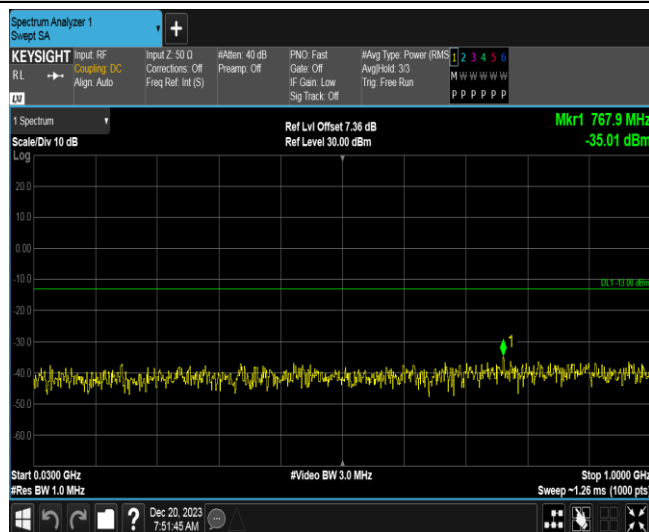 Spectrum Analyzer 1
Swept SA
+
KEYSIGHT
RL
LXI
Input: RF
Coupling: DC
Align: Auto
Input Z: 50 Ω
Corrections: Off
Freq Ref: Int (S)
#Atten: 40 dB
Preamp: Off
PNO: Fast
Gate: Off
IF Gain: Low
Sig Track: Off
#Avg Type: Power (RMS
Avg|Hold: 3/3
Trig: Free Run
1 2 3 4 5 6
M W W W W W
P P P P P P
1 Spectrum
Scale/Div 10 dB
Log
Ref Lvl Offset 7.36 dB
Ref Level 30.00 dBm
Mkr1 767.9 MHz
-35.01 dBm
20.0
10.0
0.00
-10.0
DL1 -13.00 dBm
-20.0
-30.0
1
-40.0
-50.0
-60.0
Start 0.0300 GHz
#Res BW 1.0 MHz
#Video BW 3.0 MHz
Stop 1.0000 GHz
Sweep ~1.26 ms (1000 pts)
?
Dec 20, 2023
7:51:45 AM